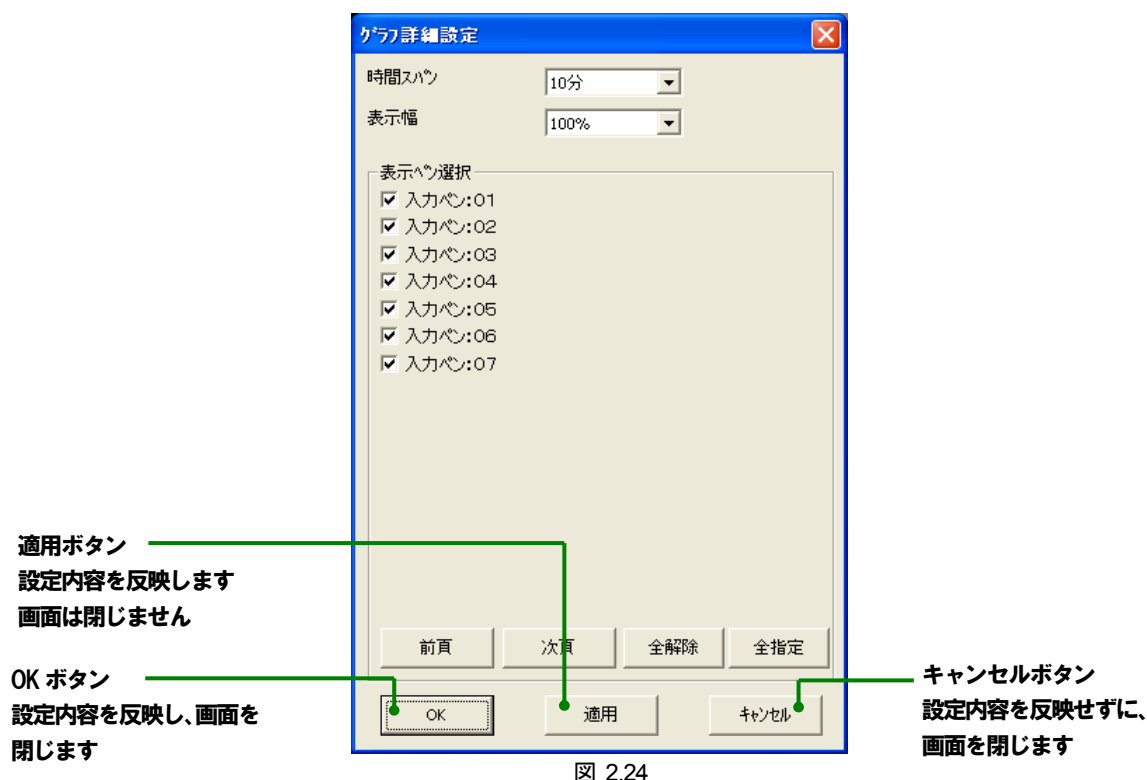 ｸﾞﾗﾌ詳細設定
時間ｽﾊﾟﾝ
10分
表示幅
100%
表示ﾍﾟﾝ選択
入力ペン:01
入力ペン:02
入力ペン:03
入力ペン:04
入力ペン:05
入力ペン:06
入力ペン:07
適用ボタン
設定内容を反映します
画面は閉じません
前頁
次頁
全解除
全指定
OK ボタン
設定内容を反映し、画面を
閉じます
OK
適用
ｷｬﾝｾﾙ
キャンセルボタン
設定内容を反映せずに、
画面を閉じます
図 2.24